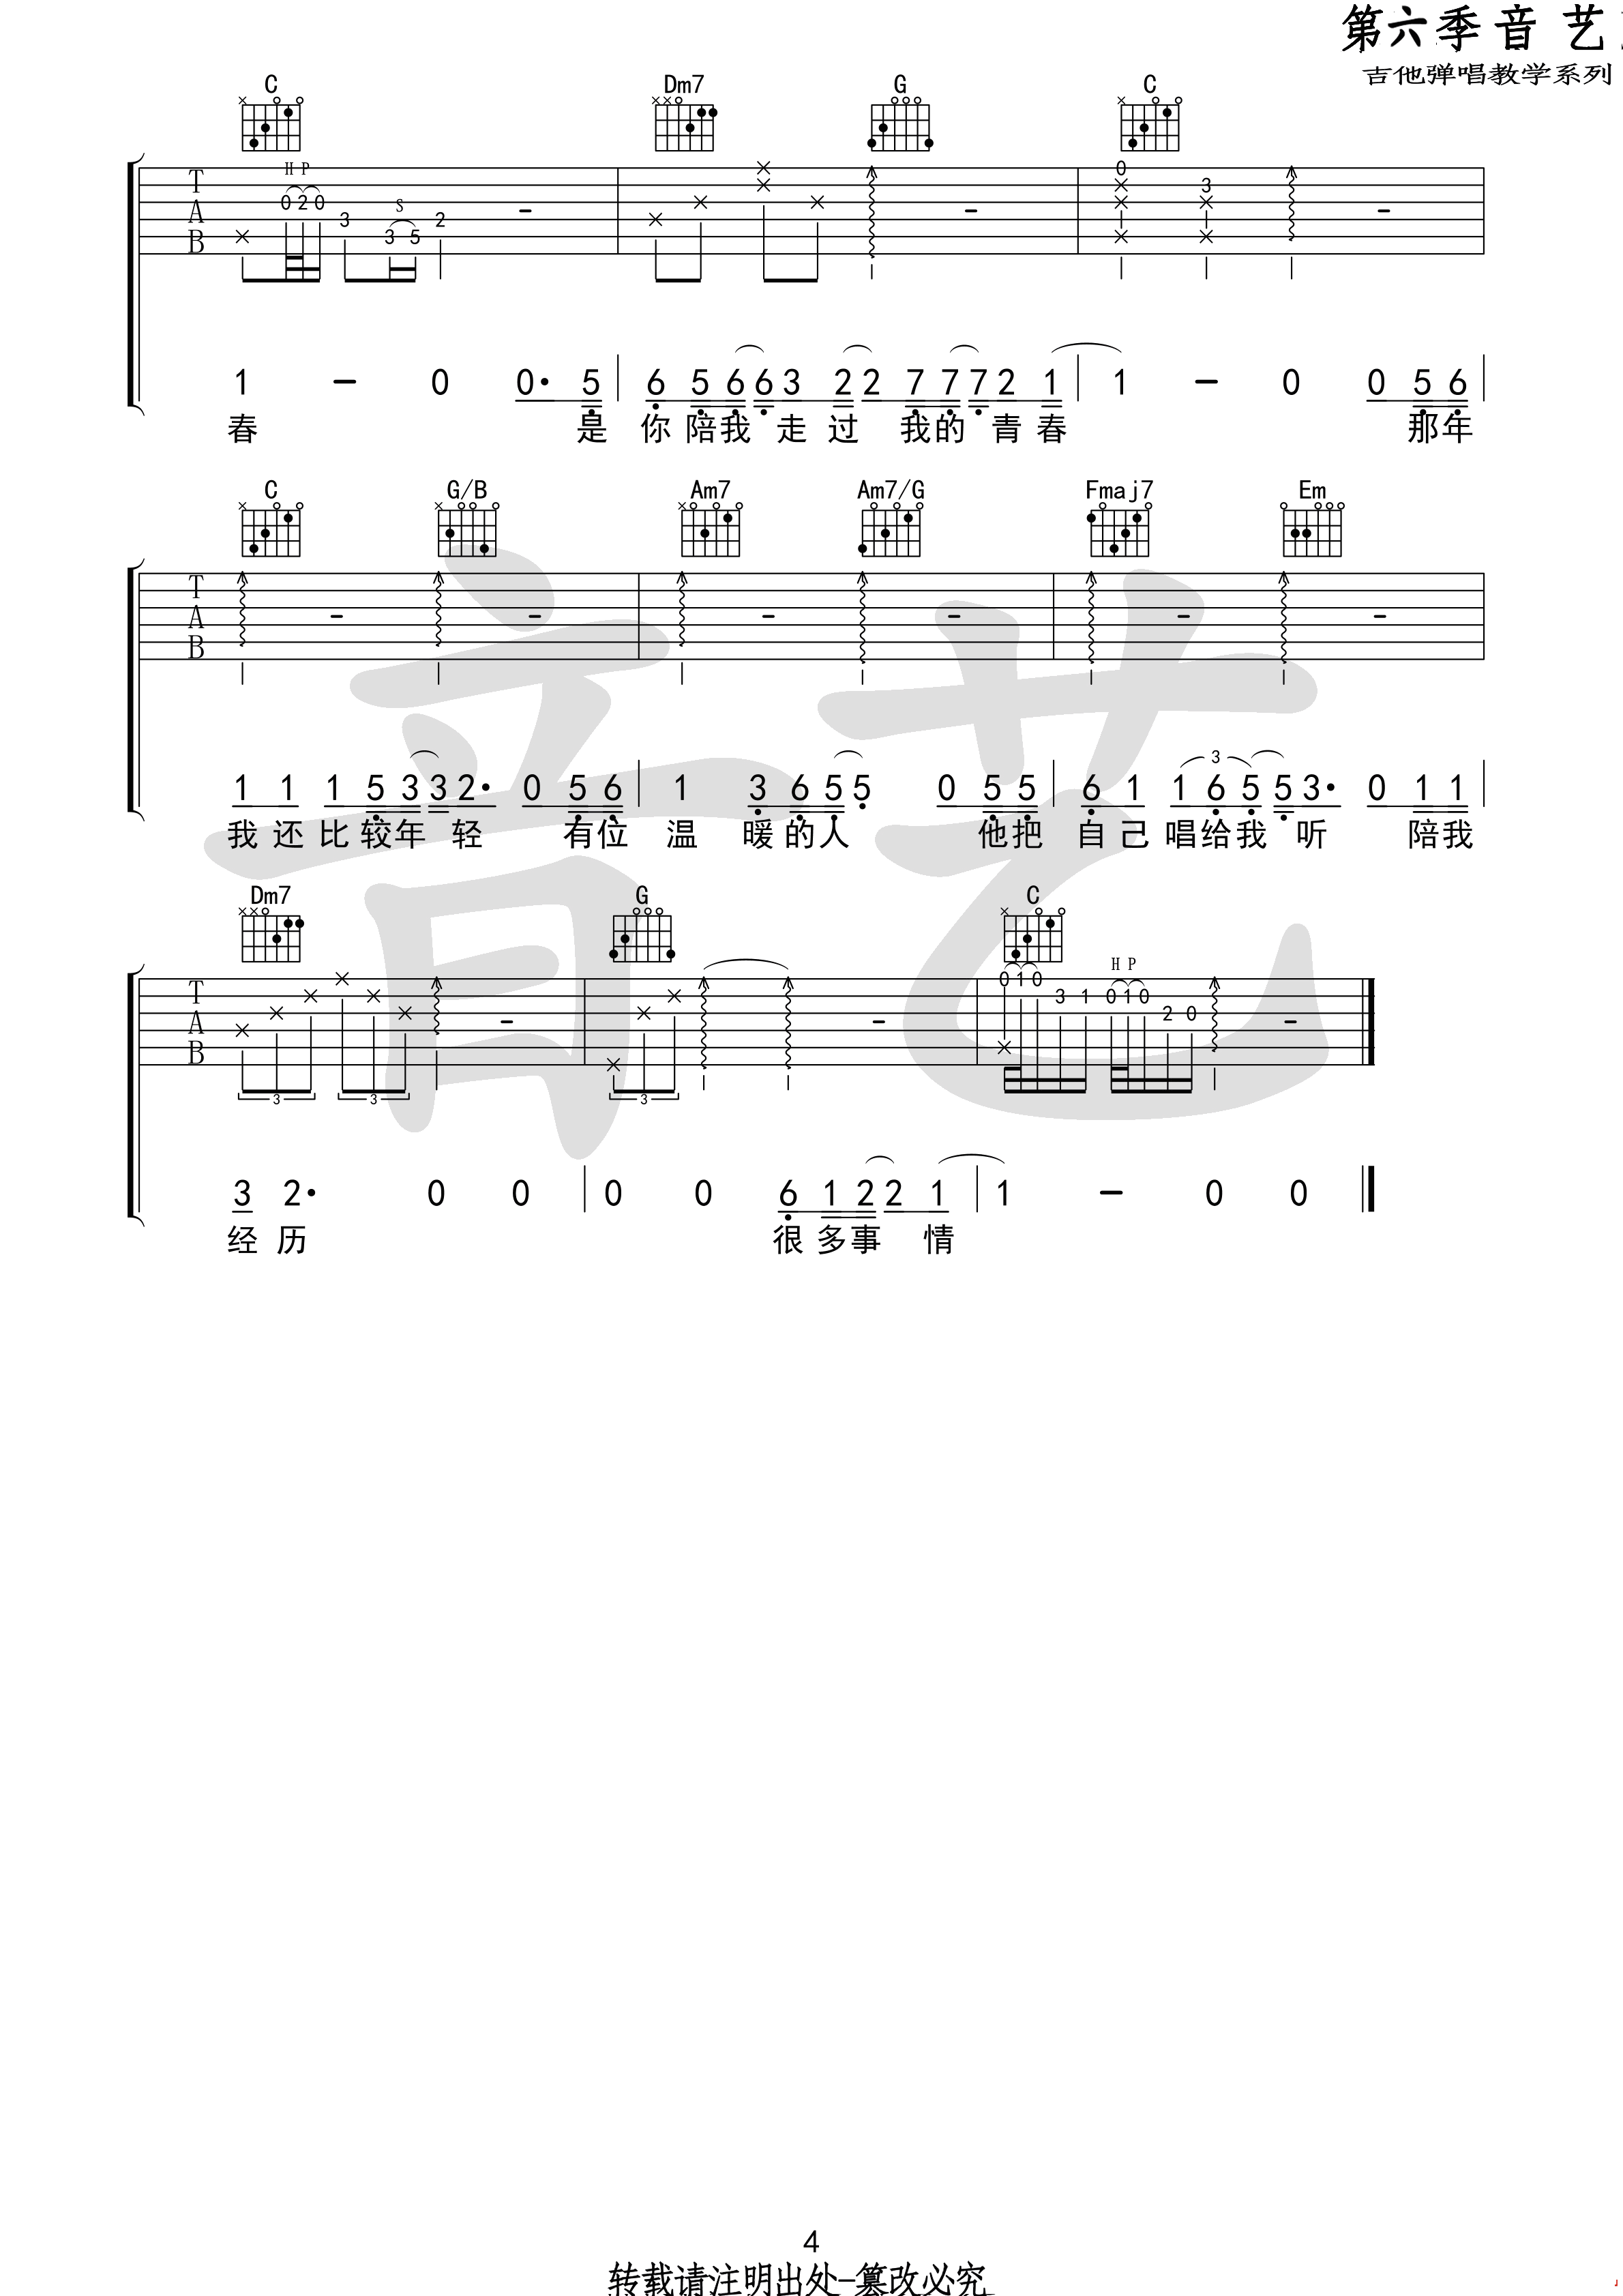 第六季音 艺
吉他弹唱教学系列
C Dm7 G C
H P
T 0 2 0 0
A 3 S 2 3
B 3 5
1 - 0 0· 5 6 5 6 6 3 2 2 7 7 7 2 1 1 - 0 0 5 6
春 是 你 陪 我 走 过 我 的 青 春 那 年
C G/B Am7 Am7/G Fmaj7 Em
T
A
B
3
1 1 1 5 3 3 2· 0 5 6 1 3 6 5 5 0 5 5 6 1 1 6 5 5 3· 0 1 1
我 还 比 较 年 轻 有 位 温 暖 的 人 他 把 自 己 唱 给 我 听 陪 我
音艺
Dm7 G C
H P
T 0 1 0 3 1 0 1 0
A 2 0
B
3 3 3
3 2· 0 0 0 0 6 1 2 2 1 1 - 0 0
经 历 很 多 事 情
4
转载请注明出处-篡改必究